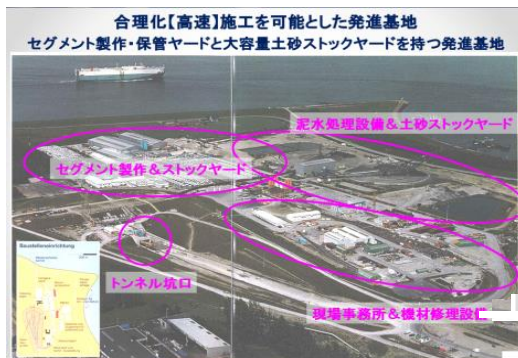 合理化【高速】施工を可能とした発進基地
セグメント製作・保管ヤードと大容量土砂ストックヤードを持つ発進基地
泥水処理設備&土砂ストックヤード
セグメント製作&ストックヤード
トンネル坑口
現場事務所&機材修理設備
Baustelleneinrichtung